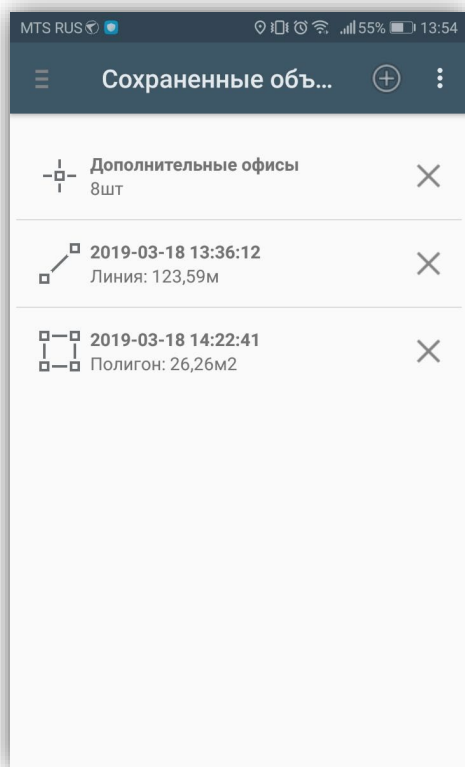 MTS RUS 55% 13:54
Сохраненные объ...
Дополнительные офисы
8шт
2019-03-18 13:36:12
Линия: 123,59м
2019-03-18 14:22:41
Полигон: 26,26м2